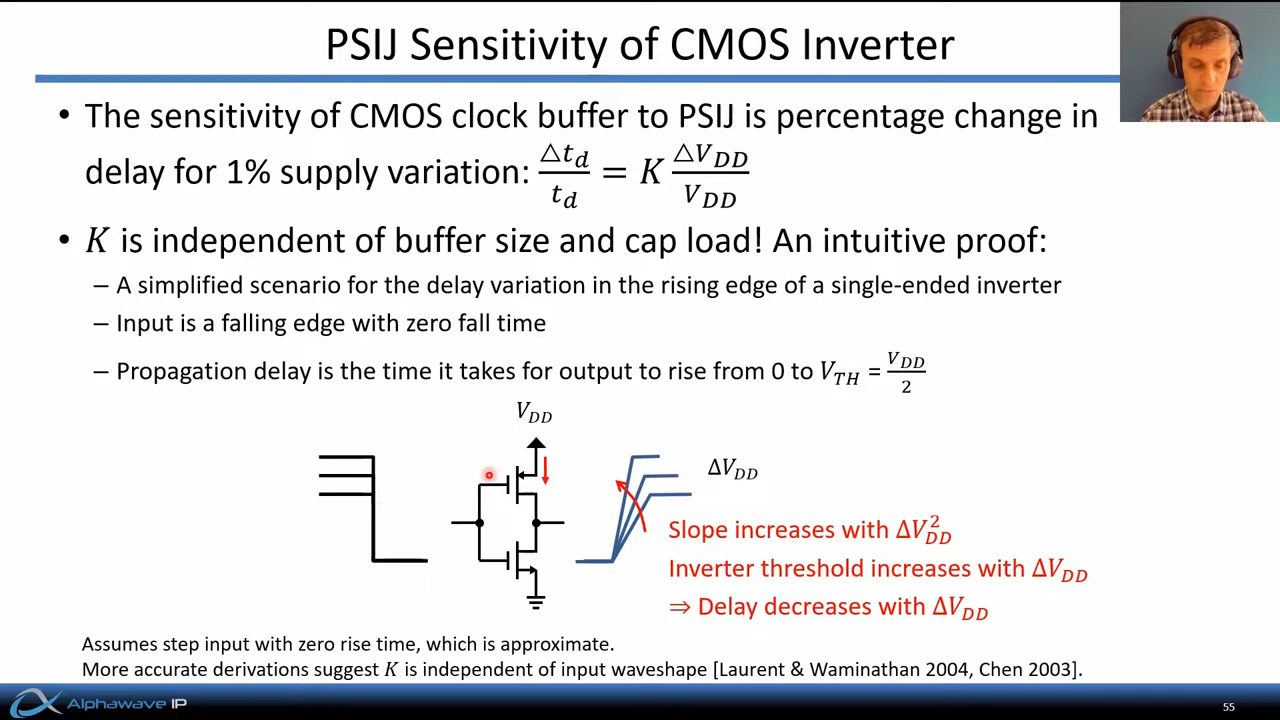 PSIJ Sensitivity of CMOS Inverter
• The sensitivity of CMOS clock buffer to PSIJ is percentage change in
delay for 1% supply variation: △t_d / t_d = K △V_DD / V_DD
• K is independent of buffer size and cap load! An intuitive proof:
– A simplified scenario for the delay variation in the rising edge of a single-ended inverter
– Input is a falling edge with zero fall time
– Propagation delay is the time it takes for output to rise from 0 to V_TH = V_DD / 2
V_DD
ΔV_DD
Slope increases with ΔV_DD^2
Inverter threshold increases with ΔV_DD
⇒ Delay decreases with ΔV_DD
Assumes step input with zero rise time, which is approximate.
More accurate derivations suggest K is independent of input waveshape [Laurent & Waminathan 2004, Chen 2003].
Alphawave IP
55